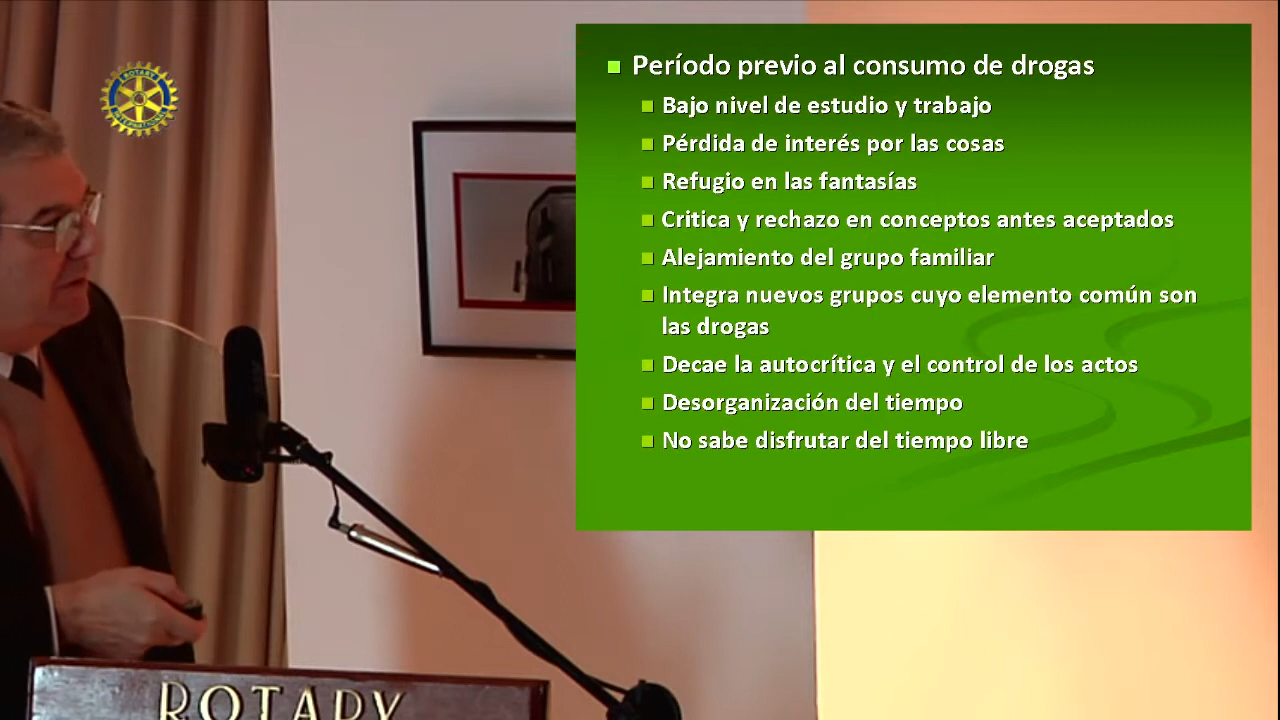 ROTARY
INTERNATIONAL
Período previo al consumo de drogas
Bajo nivel de estudio y trabajo
Pérdida de interés por las cosas
Refugio en las fantasías
Critica y rechazo en conceptos antes aceptados
Alejamiento del grupo familiar
Integra nuevos grupos cuyo elemento común son
las drogas
Decae la autocrítica y el control de los actos
Desorganización del tiempo
No sabe disfrutar del tiempo libre
ROTARY